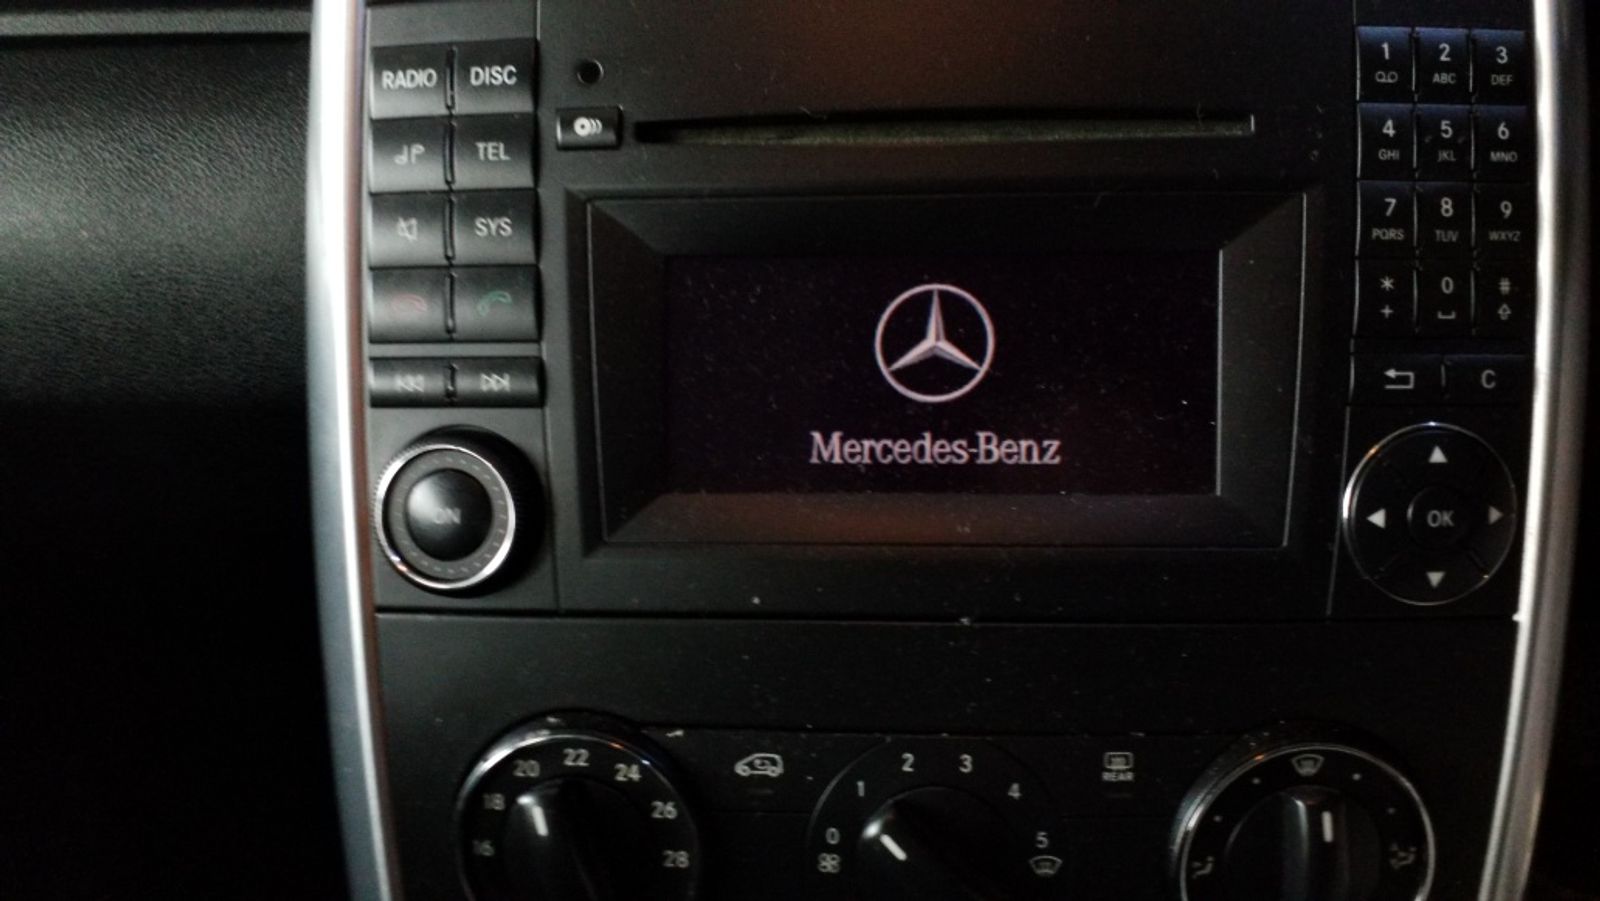 RADIO DISC
TEL
SYS
ON
Mercedes-Benz
1 2 ABC 3 DEF
4 GHI 5 JKL 6 MNO
7 PQRS 8 TUV 9 WXYZ
* + 0 #
C
OK
16 18 20 22 24 26 28
0 1 2 3 4 5
REAR